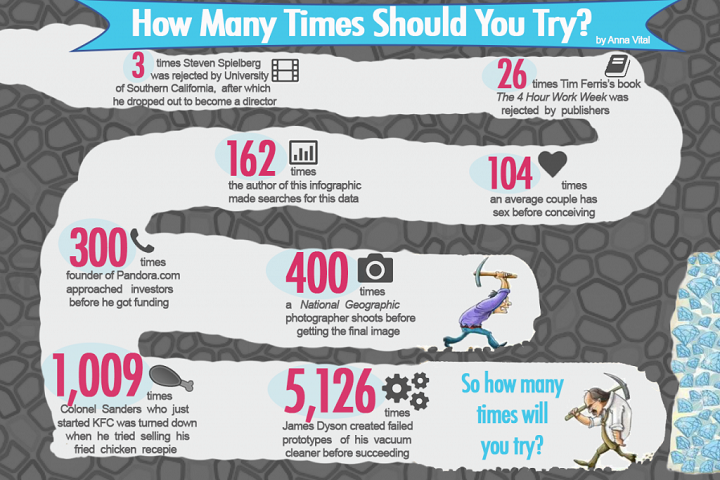 How Many Times Should You Try?
by Anna Vital
3 times Steven Spielberg
was rejected by University
of Southern California, after which
he dropped out to become a director
26 times Tim Ferris's book
The 4 Hour Work Week was
rejected by publishers
162 times
the author of this infographic
made searches for this data
104 times
an average couple has
sex before conceiving
300 times
founder of Pandora.com
approached investors
before he got funding
400 times
a National Geographic
photographer shoots before
getting the final image
1,009 times
Colonel Sanders who just
started KFC was turned down
when he tried selling his
fried chicken recepie
5,126 times
James Dyson created failed
prototypes of his vacuum
cleaner before succeeding
So how many
times will
you try?